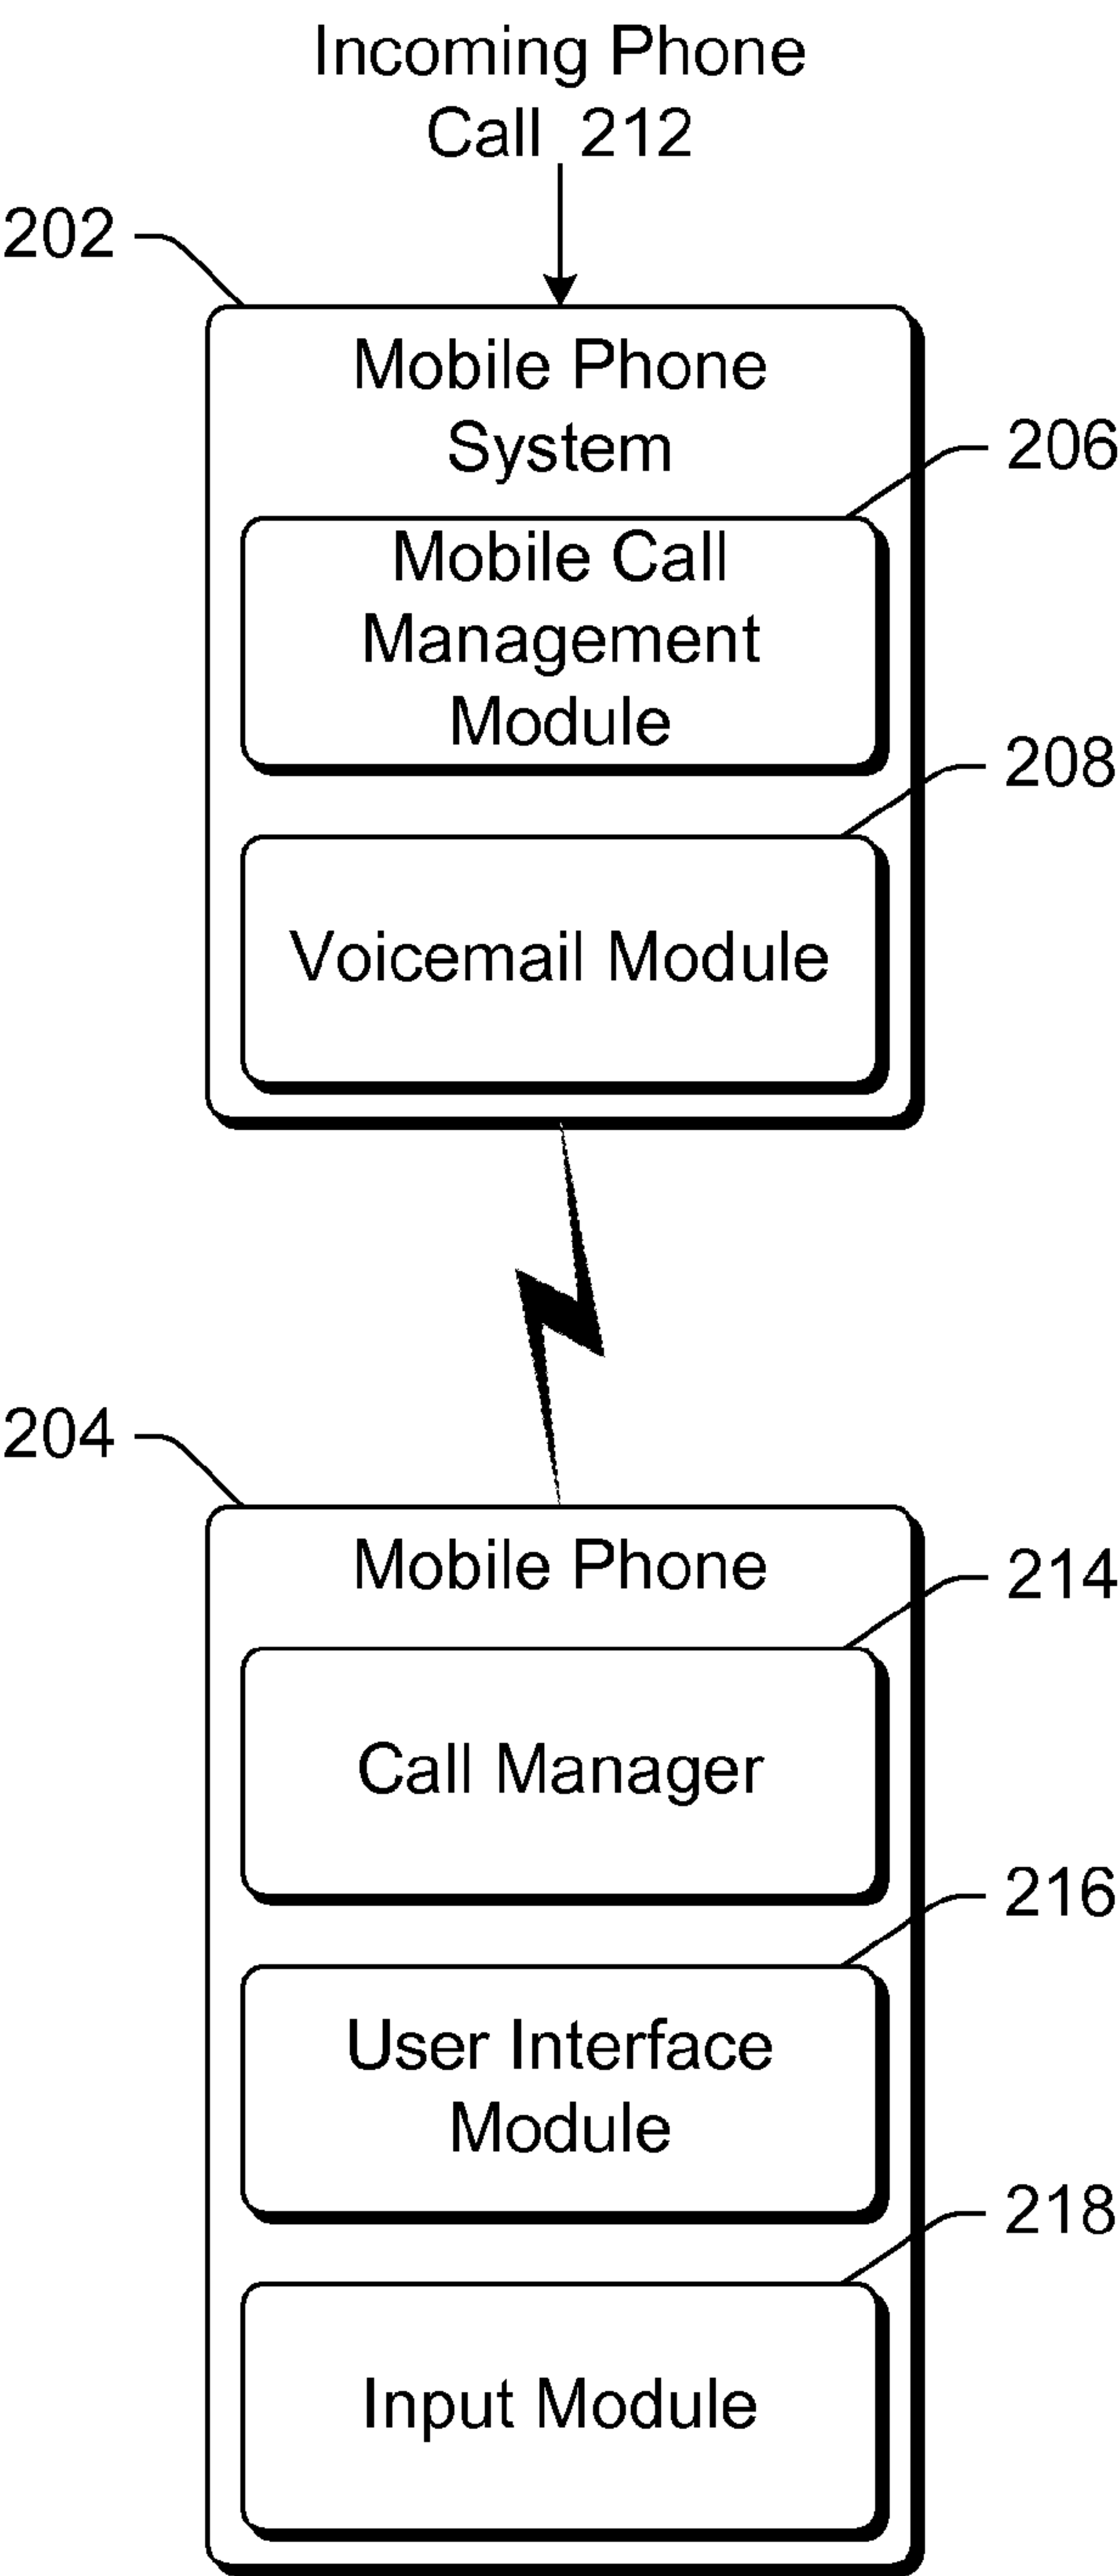 Incoming Phone
Call 212
202
Mobile Phone
System
206
Mobile Call
Management
Module
208
Voicemail Module
204
Mobile Phone
214
Call Manager
216
User Interface
Module
218
Input Module